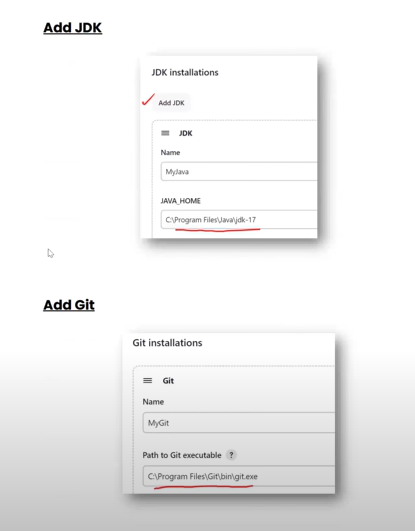 Add JDK
JDK installations
Add JDK
JDK
Name
MyJava
JAVA_HOME
C:\Program Files\Java\jdk-17
Add Git
Git installations
Git
Name
MyGit
Path to Git executable ?
C:\Program Files\Git\bin\git.exe